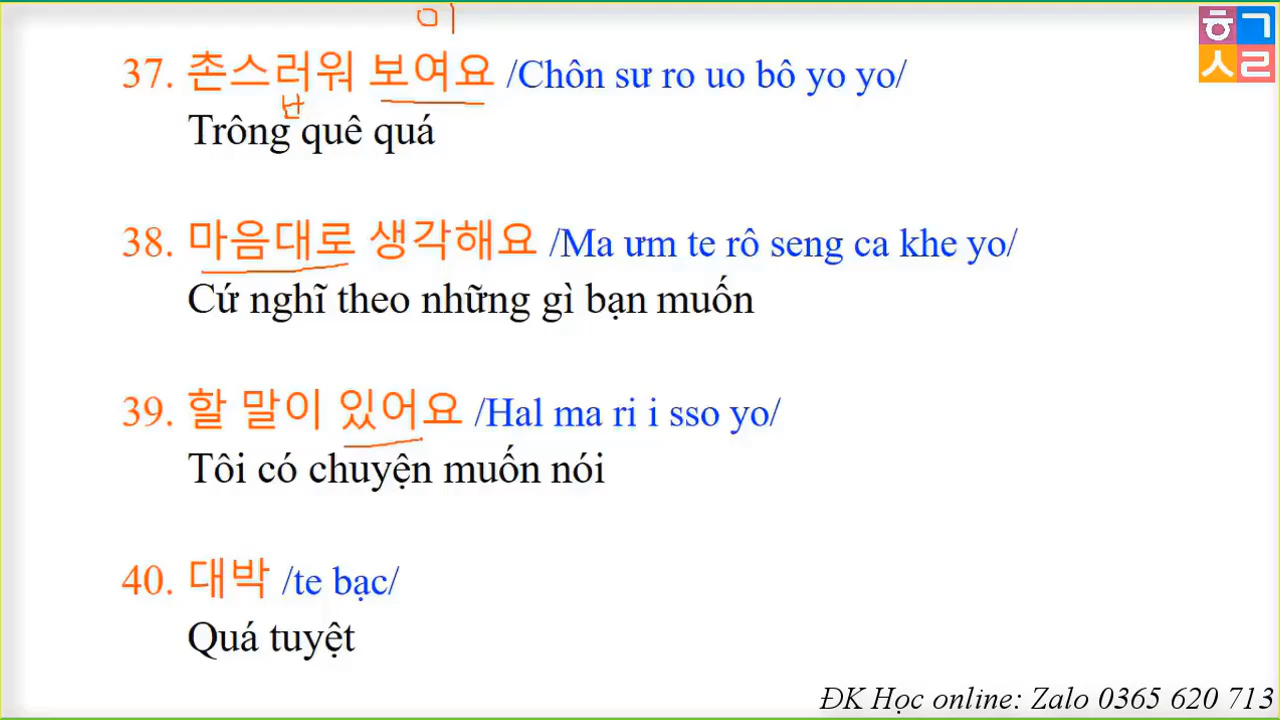 이
ㅎㄱ
ㅅㄹ
37. 촌스러워 보여요 /Chôn sư ro uo bô yo yo/
Trông quê quá
38. 마음대로 생각해요 /Ma ưm te rô seng ca khe yo/
Cứ nghĩ theo những gì bạn muốn
39. 할 말이 있어요 /Hal ma ri i sso yo/
Tôi có chuyện muốn nói
40. 대박 /te bạc/
Quá tuyệt
ĐK Học online: Zalo 0365 620 713